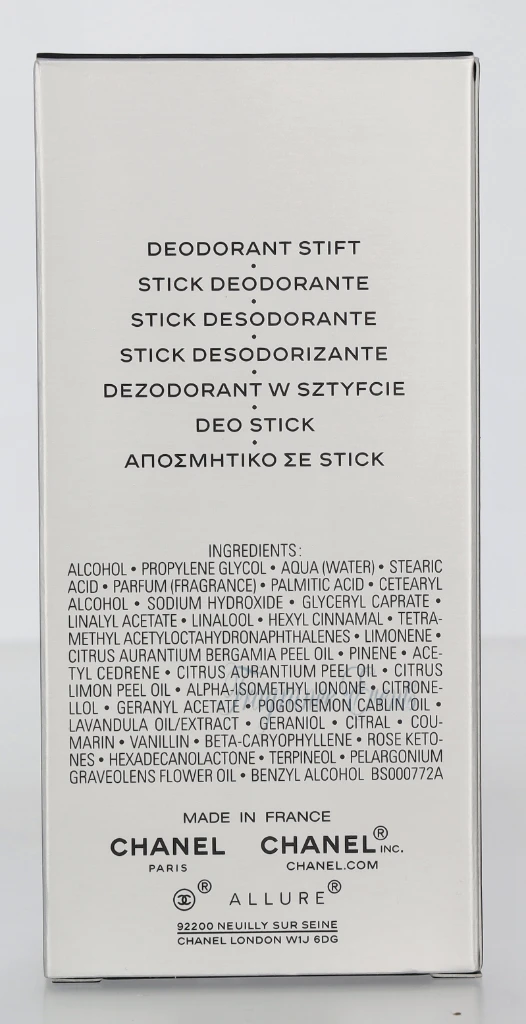 DEODORANT STIFT
•
STICK DEODORANTE
•
STICK DESODORANTE
•
STICK DESODORIZANTE
•
DEZODORANT W SZTYFCIE
•
DEO STICK
•
ΑΠΟΣΜΗΤΙΚΟ ΣΕ STICK
INGREDIENTS:
ALCOHOL • PROPYLENE GLYCOL • AQUA (WATER) • STEARIC
ACID • PARFUM (FRAGRANCE) • PALMITIC ACID • CETEARYL
ALCOHOL • SODIUM HYDROXIDE • GLYCERYL CAPRATE •
LINALYL ACETATE • LINALOOL • HEXYL CINNAMAL • TETRA-
METHYL ACETYLOCTAHYDRONAPHTHALENES • LIMONENE •
CITRUS AURANTIUM BERGAMIA PEEL OIL • PINENE • ACE-
TYL CEDRENE • CITRUS AURANTIUM PEEL OIL • CITRUS
LIMON PEEL OIL • ALPHA-ISOMETHYL IONONE • CITRONE-
LLOL • GERANYL ACETATE • POGOSTEMON CABLIN OIL •
LAVANDULA OIL/EXTRACT • GERANIOL • CITRAL • COU-
MARIN • VANILLIN • BETA-CARYOPHYLLENE • ROSE KETO-
NES • HEXADECANOLACTONE • TERPINEOL • PELARGONIUM
GRAVEOLENS FLOWER OIL • BENZYL ALCOHOL BS000772A
MADE IN FRANCE
CHANEL CHANEL® INC.
PARIS CHANEL.COM
® ALLURE®
92200 NEUILLY SUR SEINE
CHANEL LONDON W1J 6DG